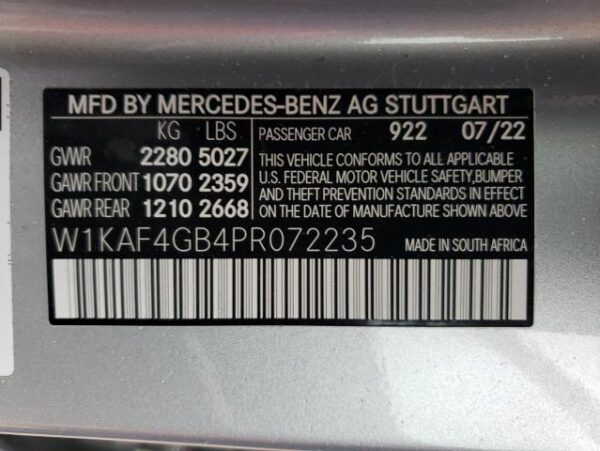 MFD BY MERCEDES-BENZ AG STUTTGART
KG LBS
GVWR 2280 5027
GAWR FRONT 1070 2359
GAWR REAR 1210 2668
PASSENGER CAR 922 07/22
THIS VEHICLE CONFORMS TO ALL APPLICABLE
U.S. FEDERAL MOTOR VEHICLE SAFETY,BUMPER
AND THEFT PREVENTION STANDARDS IN EFFECT
ON THE DATE OF MANUFACTURE SHOWN ABOVE
W1KAF4GB4PR072235
MADE IN SOUTH AFRICA